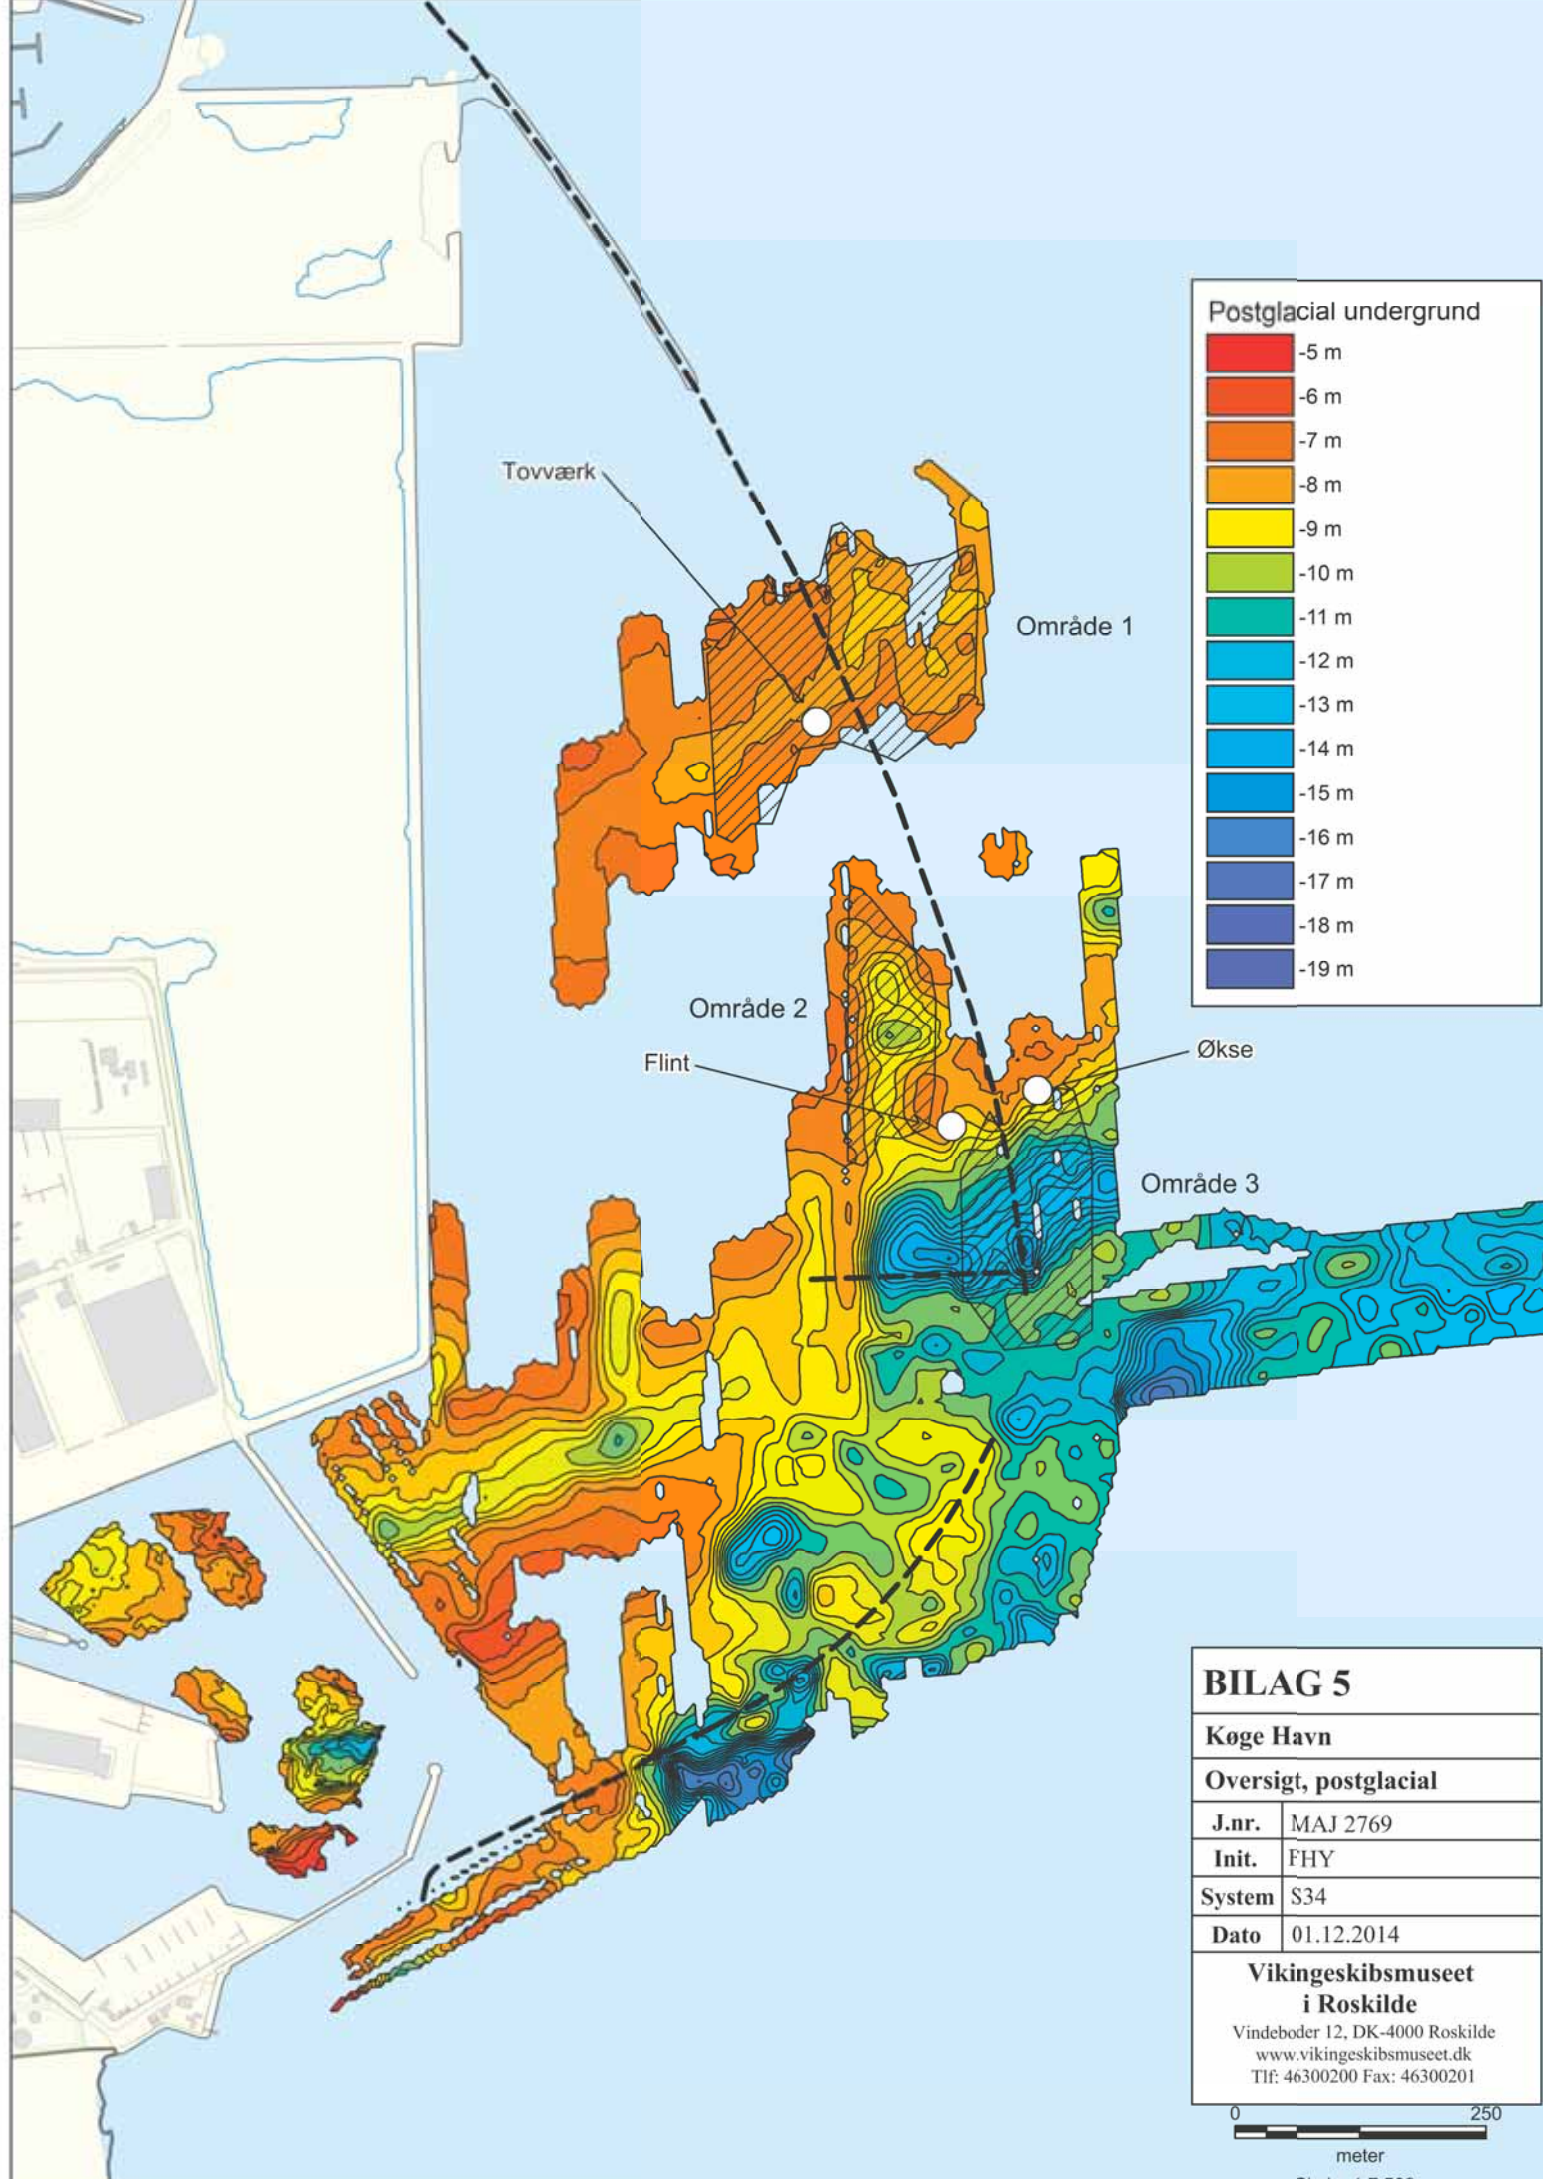 Postglacial undergrund
-5 m
-6 m
-7 m
-8 m
-9 m
-10 m
-11 m
-12 m
-13 m
-14 m
-15 m
-16 m
-17 m
-18 m
-19 m
Tovværk
Område 1
Område 2
Flint
Økse
Område 3
BILAG 5
Køge Havn
Oversigt, postglacial
J.nr. MAJ 2769
Init. FHY
System S34
Dato 01.12.2014
Vikingeskibsmuseet
i Roskilde
Vindeboder 12, DK-4000 Roskilde
www.vikingeskibsmuseet.dk
Tlf: 46300200 Fax: 46300201
0 250
meter